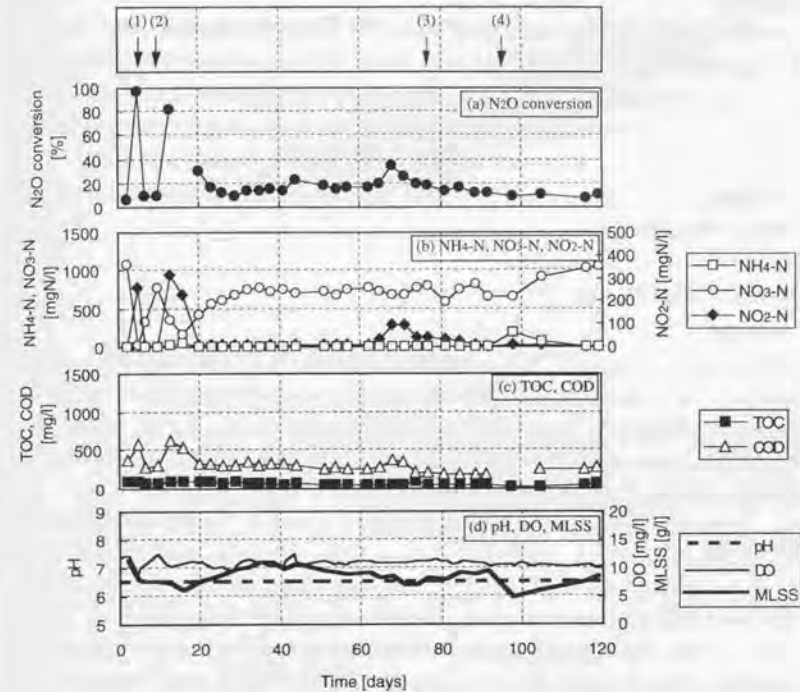 (1) (2) (3) (4)
(a) N2O conversion
N2O conversion
[%]
100
80
60
40
20
0
(b) NH4-N, NO3-N, NO2-N
NH4-N, NO3-N
[mgN/l]
1500
1000
500
0
500
400
300
200
100
0
NO2-N [mgN/l]
NH4-N
NO3-N
NO2-N
(c) TOC, COD
TOC, COD
[mg/l]
1500
1000
500
0
TOC
COD
(d) pH, DO, MLSS
pH
9
8
7
6
5
20
15
10
5
0
DO [mg/l]
MLSS [g/l]
pH
DO
MLSS
0 20 40 60 80 100 120
Time [days]